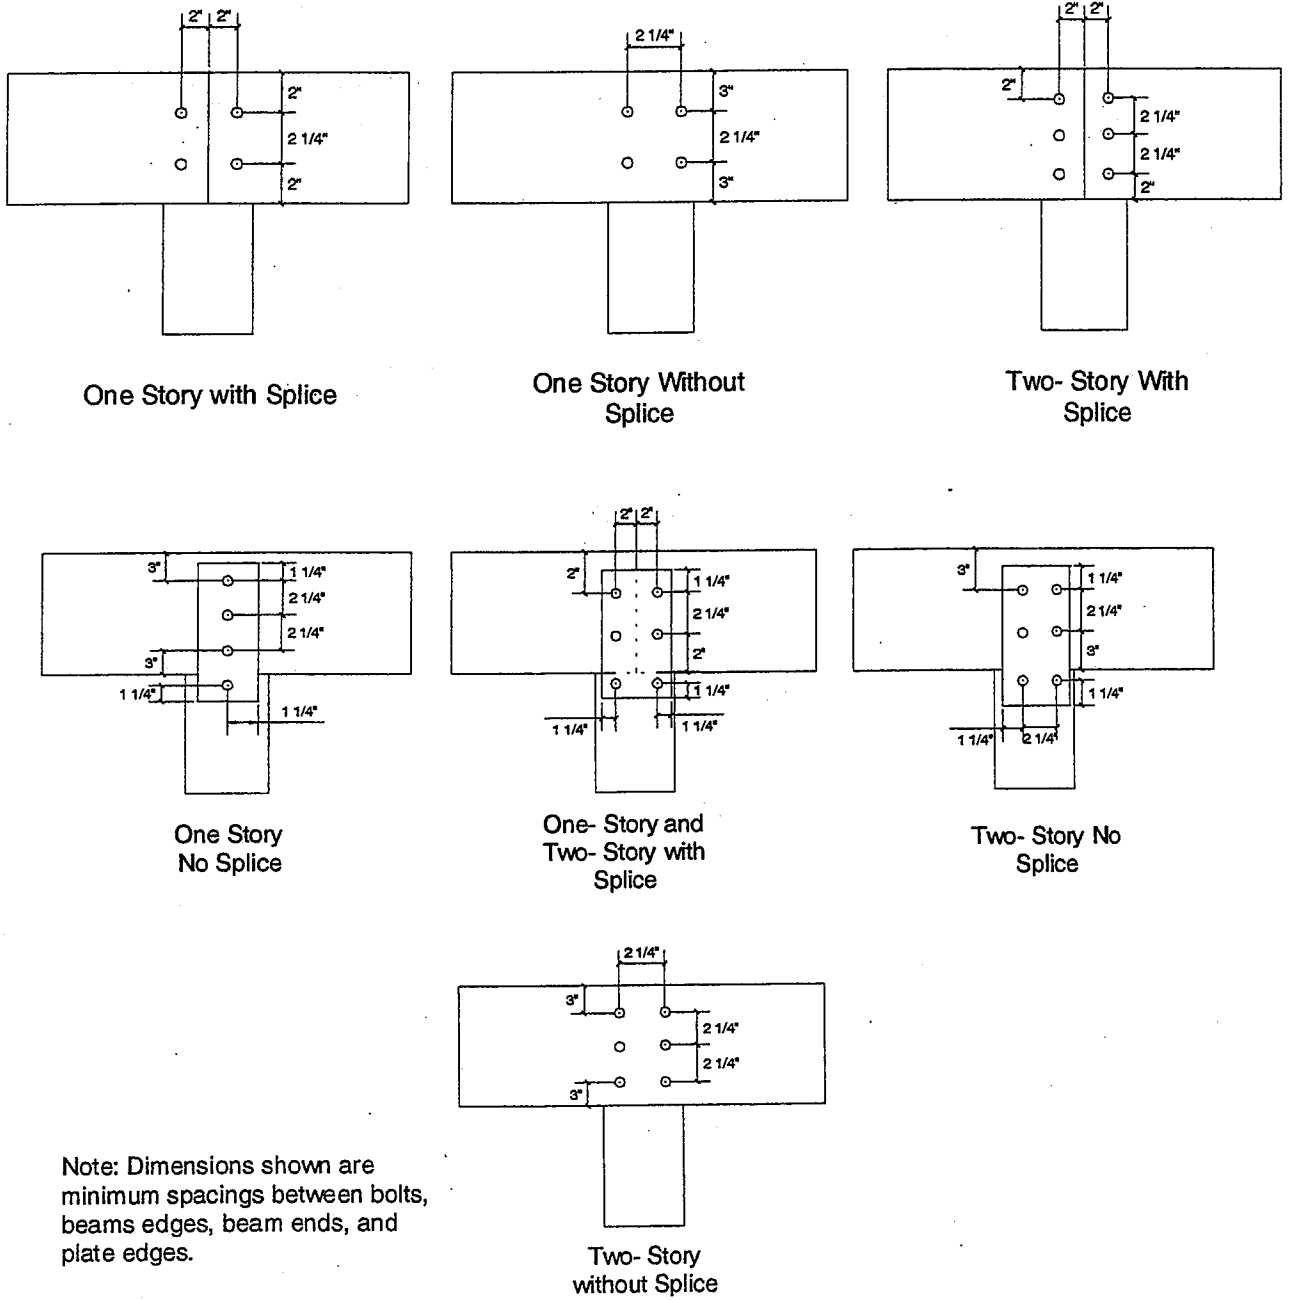 2" 2"
2"
2 1/4"
2"
One Story with Splice
2 1/4"
3"
2 1/4"
3"
One Story Without
Splice
2" 2"
2"
2 1/4"
2 1/4"
2"
Two- Story With
Splice
3"
1 1/4"
2 1/4"
2 1/4"
3"
1 1/4"
1 1/4"
One Story
No Splice
2" 2"
2"
1 1/4"
2 1/4"
2"
1 1/4"
1 1/4"
1 1/4"
One- Story and
Two- Story with
Splice
3"
1 1/4"
2 1/4"
3"
1 1/4"
1 1/4"
2 1/4"
Two- Story No
Splice
2 1/4"
3"
2 1/4"
2 1/4"
3"
Two- Story
without Splice
Note: Dimensions shown are
minimum spacings between bolts,
beams edges, beam ends, and
plate edges.